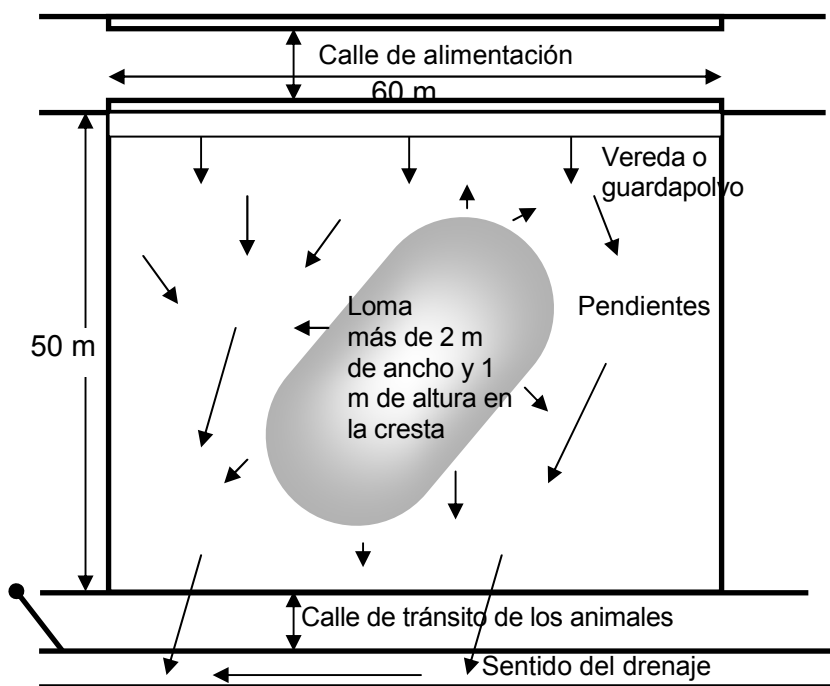 Calle de alimentación
60 m
Vereda o
guardapolvo
Loma
más de 2 m
de ancho y 1
m de altura en
la cresta
Pendientes
50 m
Calle de tránsito de los animales
Sentido del drenaje